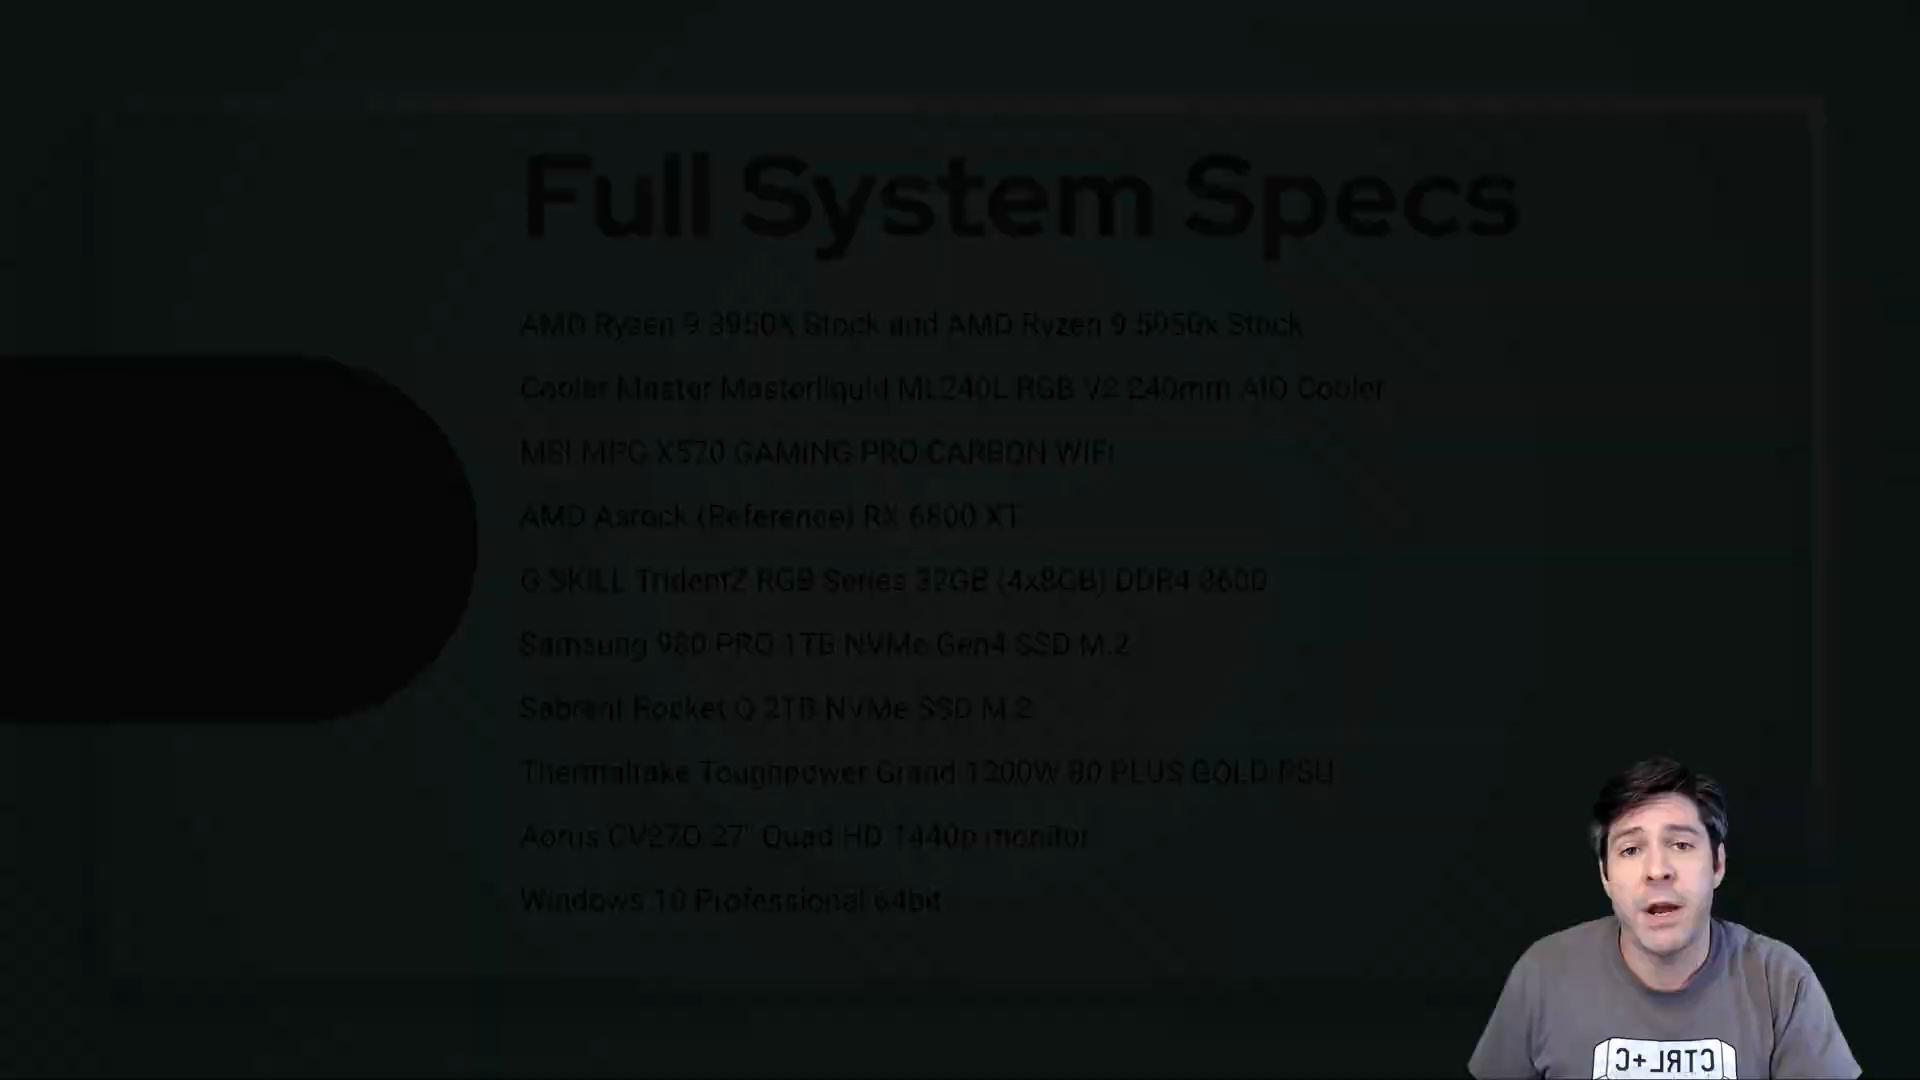 Full System Specs
AMD Ryzen 9 3950X Stock and AMD Ryzen 9 5950x Stock
Cooler Master Masterliquid ML240L RGB V2 240mm AIO Cooler
MSI MPG X570 GAMING PRO CARBON WIFI
AMD Asrock (Reference) RX 6800 XT
G.SKILL TridentZ RGB Series 32GB (4x8GB) DDR4 3600
Samsung 980 PRO 1TB NVMe Gen4 SSD M.2
Sabrent Rocket Q 2TB NVMe SSD M.2
Thermaltake Toughpower Grand 1200W 80 PLUS GOLD PSU
Aorus CV27Q 27" Quad HD 1440p monitor
Windows 10 Professional 64bit
CTRL+C